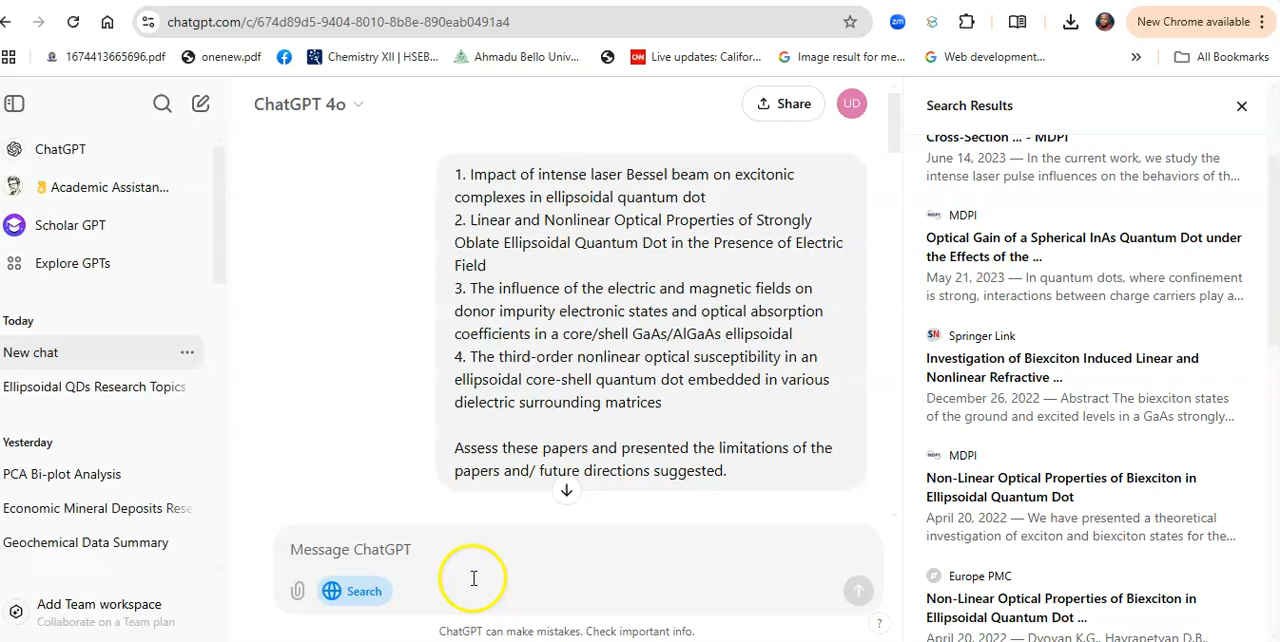 chatgpt.com/c/674d89d5-9404-8010-8b8e-890eab0491a4
zm
New Chrome available
1674413665696.pdf
onenew.pdf
Chemistry XII | HSEB...
Ahmadu Bello Univ...
CNN
Live updates: Califor...
Image result for me...
Web development...
»
All Bookmarks
ChatGPT
Academic Assistan...
Scholar GPT
Explore GPTs
Today
New chat
...
Ellipsoidal QDs Research Topics
Yesterday
PCA Bi-plot Analysis
Economic Mineral Deposits Rese
Geochemical Data Summary
Add Team workspace
Collaborate on a Team plan
ChatGPT 4o
Share
UD
1. Impact of intense laser Bessel beam on excitonic
complexes in ellipsoidal quantum dot
2. Linear and Nonlinear Optical Properties of Strongly
Oblate Ellipsoidal Quantum Dot in the Presence of Electric
Field
3. The influence of the electric and magnetic fields on
donor impurity electronic states and optical absorption
coefficients in a core/shell GaAs/AlGaAs ellipsoidal
4. The third-order nonlinear optical susceptibility in an
ellipsoidal core-shell quantum dot embedded in various
dielectric surrounding matrices
Assess these papers and presented the limitations of the
papers and/ future directions suggested.
Message ChatGPT
Search
ChatGPT can make mistakes. Check important info.
?
Search Results
Cross-Section ... - MDPI
June 14, 2023 — In the current work, we study the
intense laser pulse influences on the behaviors of th...
MDPI
MDPI
Optical Gain of a Spherical InAs Quantum Dot under
the Effects of the ...
May 21, 2023 — In quantum dots, where confinement
is strong, interactions between charge carriers play a...
SN
Springer Link
Investigation of Biexciton Induced Linear and
Nonlinear Refractive ...
December 26, 2022 — Abstract The biexciton states
of the ground and excited levels in a GaAs strongly...
MDPI
MDPI
Non-Linear Optical Properties of Biexciton in
Ellipsoidal Quantum Dot
April 20, 2022 — We have presented a theoretical
investigation of exciton and biexciton states for the...
Europe PMC
Non-Linear Optical Properties of Biexciton in
Ellipsoidal Quantum Dot ...
April 20, 2022 — Dvoyan K.G., Hayrapetyan D.B.,